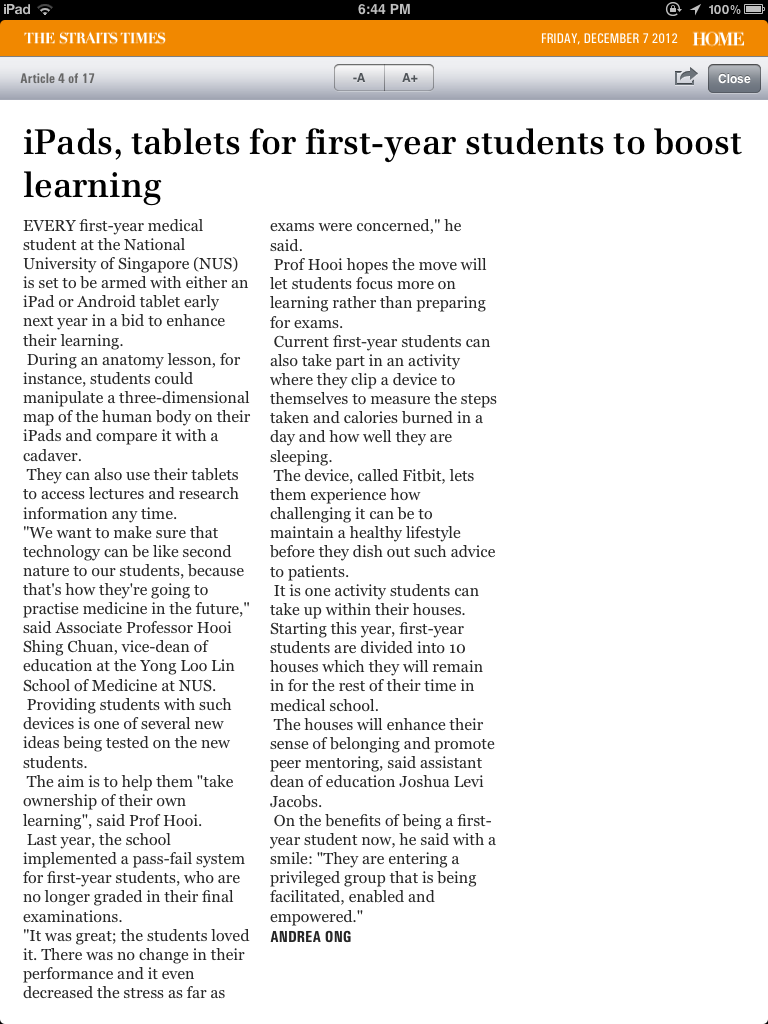 iPad
6:44 PM
100%
THE STRAITS TIMES
FRIDAY, DECEMBER 7 2012 HOME
Article 4 of 17
-A
A+
Close
iPads, tablets for first-year students to boost
learning
EVERY first-year medical
student at the National
University of Singapore (NUS)
is set to be armed with either an
iPad or Android tablet early
next year in a bid to enhance
their learning.
During an anatomy lesson, for
instance, students could
manipulate a three-dimensional
map of the human body on their
iPads and compare it with a
cadaver.
They can also use their tablets
to access lectures and research
information any time.
"We want to make sure that
technology can be like second
nature to our students, because
that's how they're going to
practise medicine in the future,"
said Associate Professor Hooi
Shing Chuan, vice-dean of
education at the Yong Loo Lin
School of Medicine at NUS.
Providing students with such
devices is one of several new
ideas being tested on the new
students.
The aim is to help them "take
ownership of their own
learning", said Prof Hooi.
Last year, the school
implemented a pass-fail system
for first-year students, who are
no longer graded in their final
examinations.
"It was great; the students loved
it. There was no change in their
performance and it even
decreased the stress as far as
exams were concerned," he
said.
Prof Hooi hopes the move will
let students focus more on
learning rather than preparing
for exams.
Current first-year students can
also take part in an activity
where they clip a device to
themselves to measure the steps
taken and calories burned in a
day and how well they are
sleeping.
The device, called Fitbit, lets
them experience how
challenging it can be to
maintain a healthy lifestyle
before they dish out such advice
to patients.
It is one activity students can
take up within their houses.
Starting this year, first-year
students are divided into 10
houses which they will remain
in for the rest of their time in
medical school.
The houses will enhance their
sense of belonging and promote
peer mentoring, said assistant
dean of education Joshua Levi
Jacobs.
On the benefits of being a first-
year student now, he said with a
smile: "They are entering a
privileged group that is being
facilitated, enabled and
empowered."
ANDREA ONG